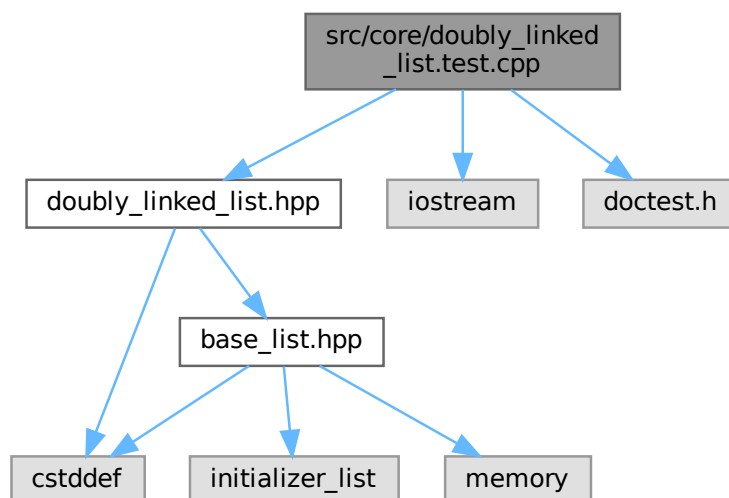 src/core/doubly_linked
_list.test.cpp
doubly_linked_list.hpp
iostream
doctest.h
base_list.hpp
cstddef
initializer_list
memory